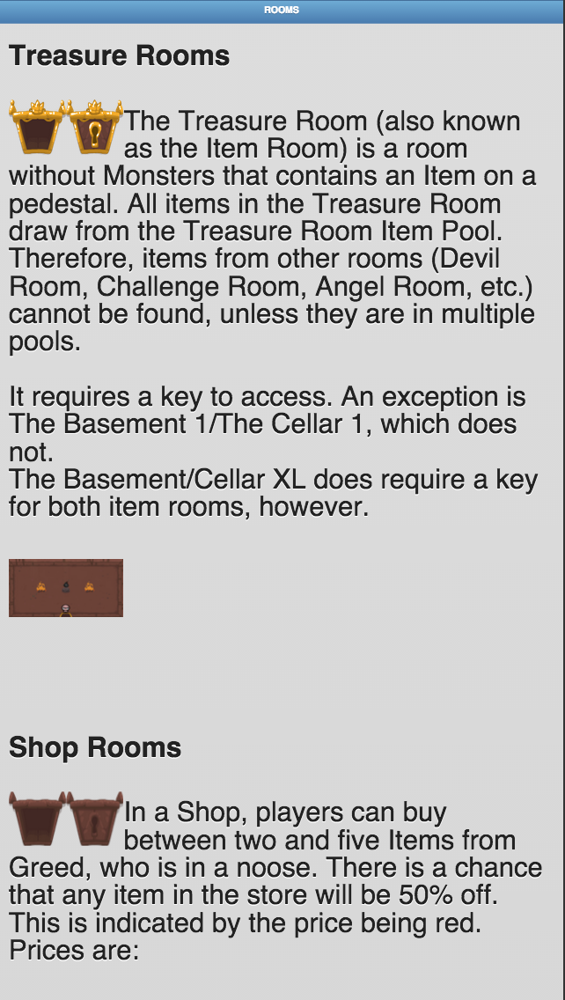 ROOMS
Treasure Rooms
The Treasure Room (also known
as the Item Room) is a room
without Monsters that contains an Item on a
pedestal. All items in the Treasure Room
draw from the Treasure Room Item Pool.
Therefore, items from other rooms (Devil
Room, Challenge Room, Angel Room, etc.)
cannot be found, unless they are in multiple
pools.
It requires a key to access. An exception is
The Basement 1/The Cellar 1, which does
not.
The Basement/Cellar XL does require a key
for both item rooms, however.
Shop Rooms
In a Shop, players can buy
between two and five Items from
Greed, who is in a noose. There is a chance
that any item in the store will be 50% off.
This is indicated by the price being red.
Prices are: